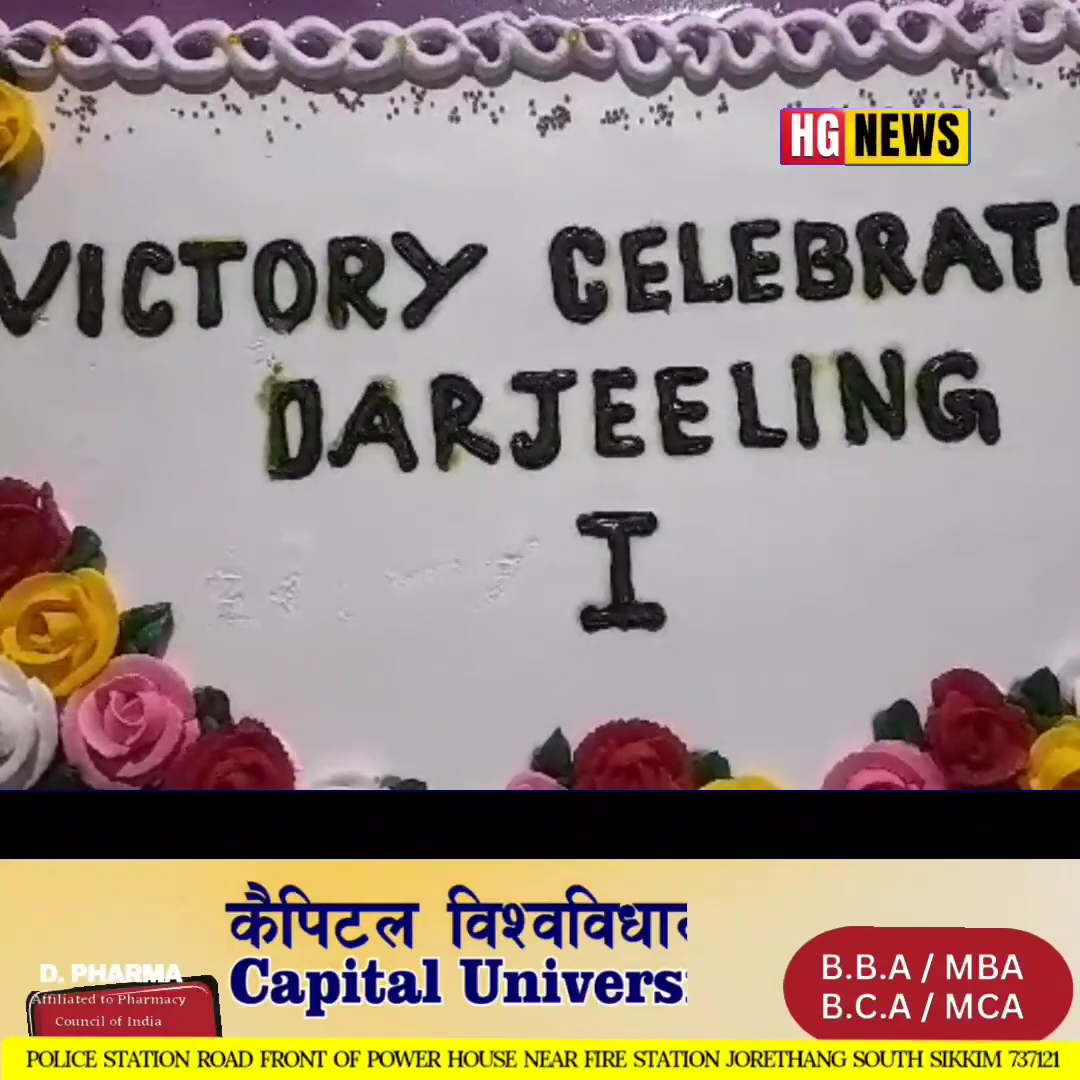 HG NEWS
VICTORY CELEBRATI
DARJEELING
I
कैपिटल विश्वविधाल
Capital Univers
D. PHARMA
Affiliated to Pharmacy
Council of India
B.B.A / MBA
B.C.A / MCA
POLICE STATION ROAD FRONT OF POWER HOUSE NEAR FIRE STATION JORETHANG SOUTH SIKKIM 737121